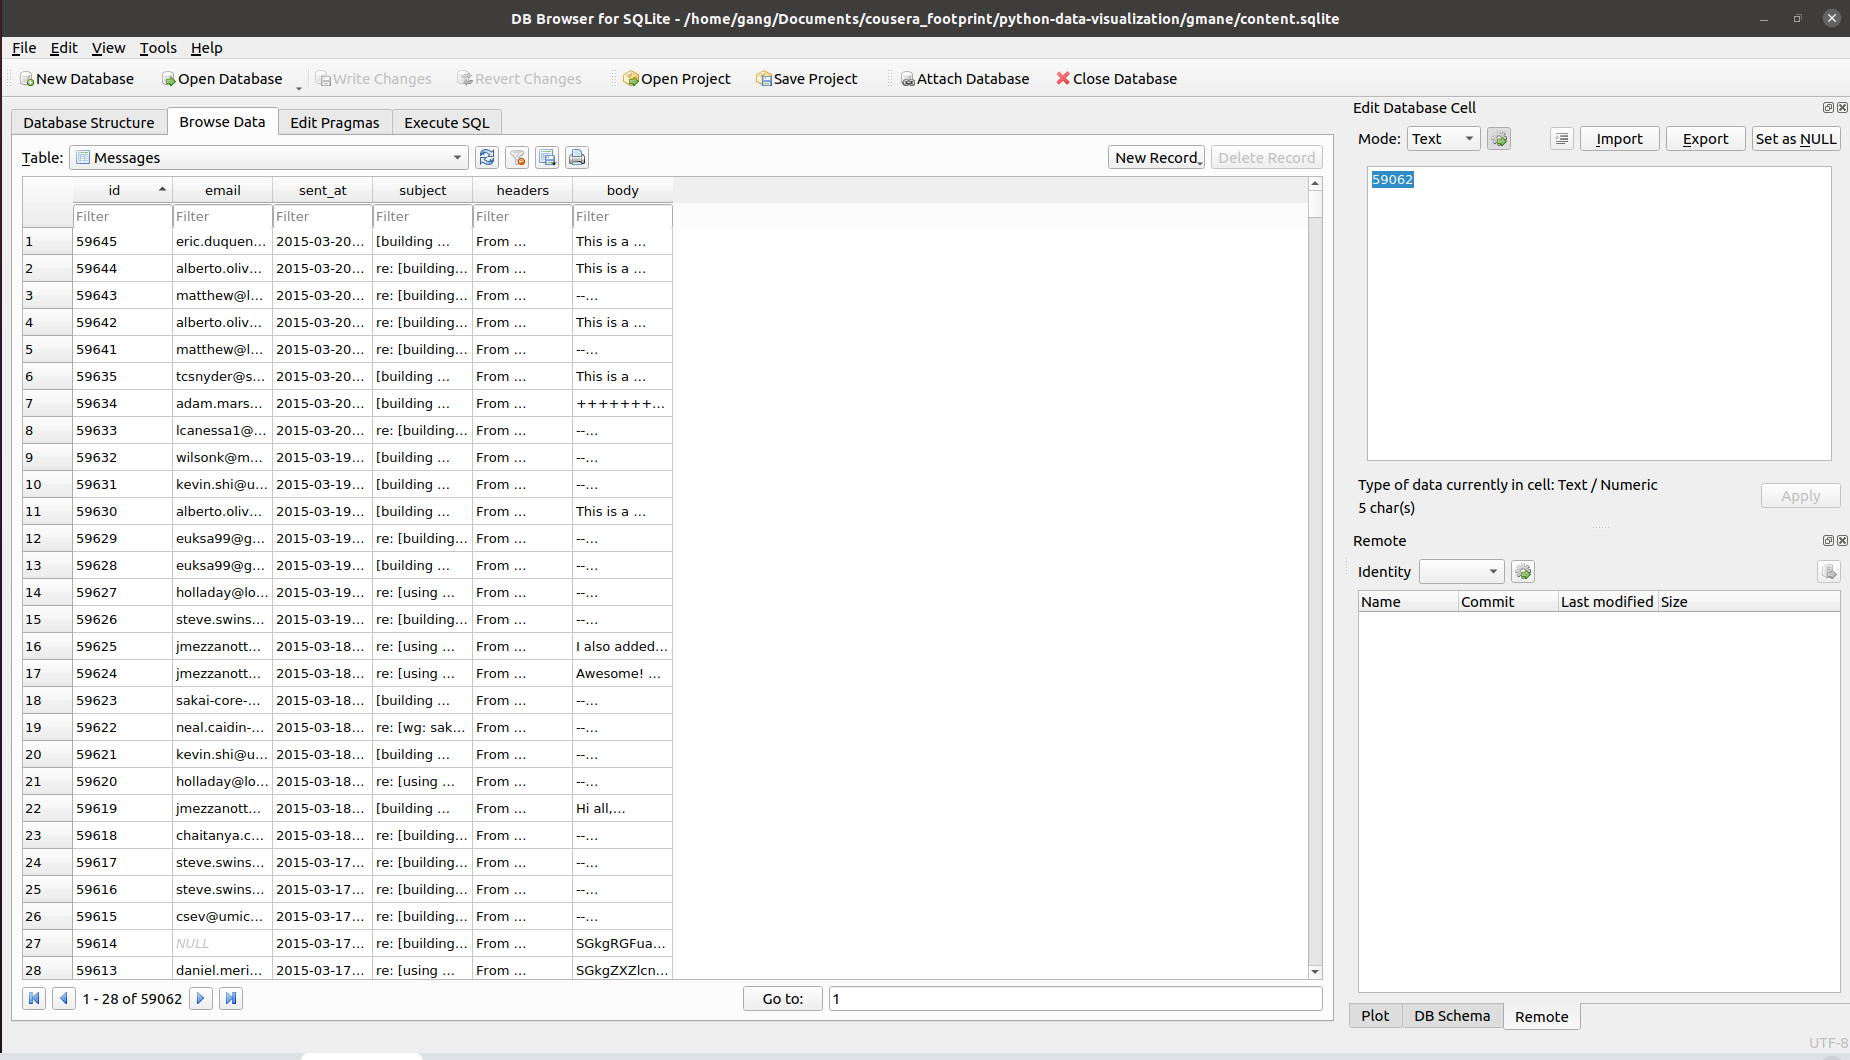 DB Browser for SQLite - /home/gang/Documents/cousera_footprint/python-data-visualization/gmane/content.sqlite
File Edit View Tools Help
New Database Open Database Write Changes Revert Changes Open Project Save Project Attach Database Close Database
Database Structure Browse Data Edit Pragmas Execute SQL
Table: Messages New Record Delete Record
id email sent_at subject headers body
Filter Filter Filter Filter Filter Filter
1 59645 eric.duquen... 2015-03-20... [building ... From ... This is a ...
2 59644 alberto.oliv... 2015-03-20... re: [building... From ... This is a ...
3 59643 matthew@l... 2015-03-20... re: [building... From ... --...
4 59642 alberto.oliv... 2015-03-20... re: [building... From ... This is a ...
5 59641 matthew@l... 2015-03-20... re: [building... From ... --...
6 59635 tcsnyder@s... 2015-03-20... [building ... From ... This is a ...
7 59634 adam.mars... 2015-03-20... [building ... From ... +++++++...
8 59633 lcanessa1@... 2015-03-20... re: [building... From ... --...
9 59632 wilsonk@m... 2015-03-19... [building ... From ... --...
10 59631 kevin.shi@u... 2015-03-19... [building ... From ... --...
11 59630 alberto.oliv... 2015-03-19... [building ... From ... This is a ...
12 59629 euksa99@g... 2015-03-19... re: [building... From ... --...
13 59628 euksa99@g... 2015-03-19... [building ... From ... --...
14 59627 holladay@lo... 2015-03-19... re: [using ... From ... --...
15 59626 steve.swins... 2015-03-19... re: [building... From ... --...
16 59625 jmezzanott... 2015-03-18... re: [using ... From ... I also added...
17 59624 jmezzanott... 2015-03-18... re: [using ... From ... Awesome! ...
18 59623 sakai-core-... 2015-03-18... [building ... From ... --...
19 59622 neal.caidin-... 2015-03-18... re: [wg: sak... From ... --...
20 59621 kevin.shi@u... 2015-03-18... [building ... From ... --...
21 59620 holladay@lo... 2015-03-18... re: [using ... From ... --...
22 59619 jmezzanott... 2015-03-18... [building ... From ... Hi all,...
23 59618 chaitanya.c... 2015-03-18... re: [building... From ... --...
24 59617 steve.swins... 2015-03-17... re: [building... From ... --...
25 59616 steve.swins... 2015-03-17... re: [building... From ... --...
26 59615 csev@umic... 2015-03-17... re: [building... From ... --...
27 59614 NULL 2015-03-17... re: [building... From ... SGkgRGFua...
28 59613 daniel.meri... 2015-03-17... re: [using ... From ... SGkgZXZlcn...
1 - 28 of 59062 Go to: 1
Edit Database Cell
Mode: Text Import Export Set as NULL
59062
Type of data currently in cell: Text / Numeric
5 char(s)
Apply
Remote
Identity
Name Commit Last modified Size
Plot DB Schema Remote
UTF-8